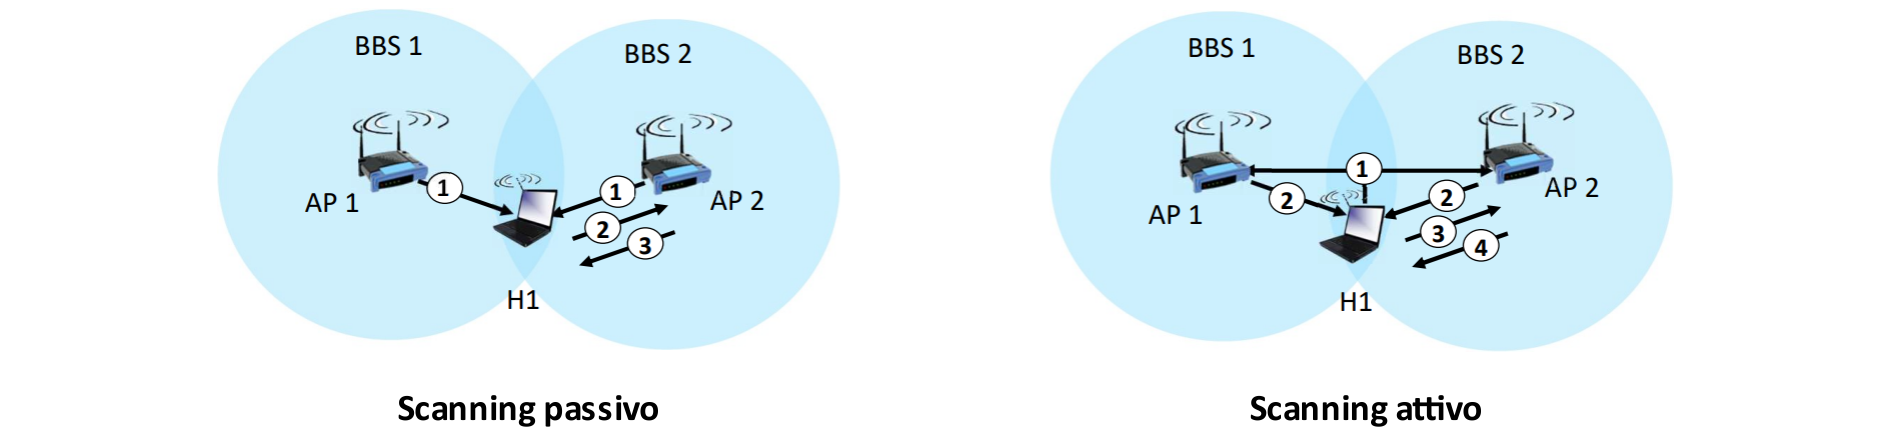 BBS 1
BBS 2
AP 1
1
1
2
3
AP 2
H1
Scanning passivo
BBS 1
BBS 2
AP 1
1
2
2
3
4
AP 2
H1
Scanning attivo